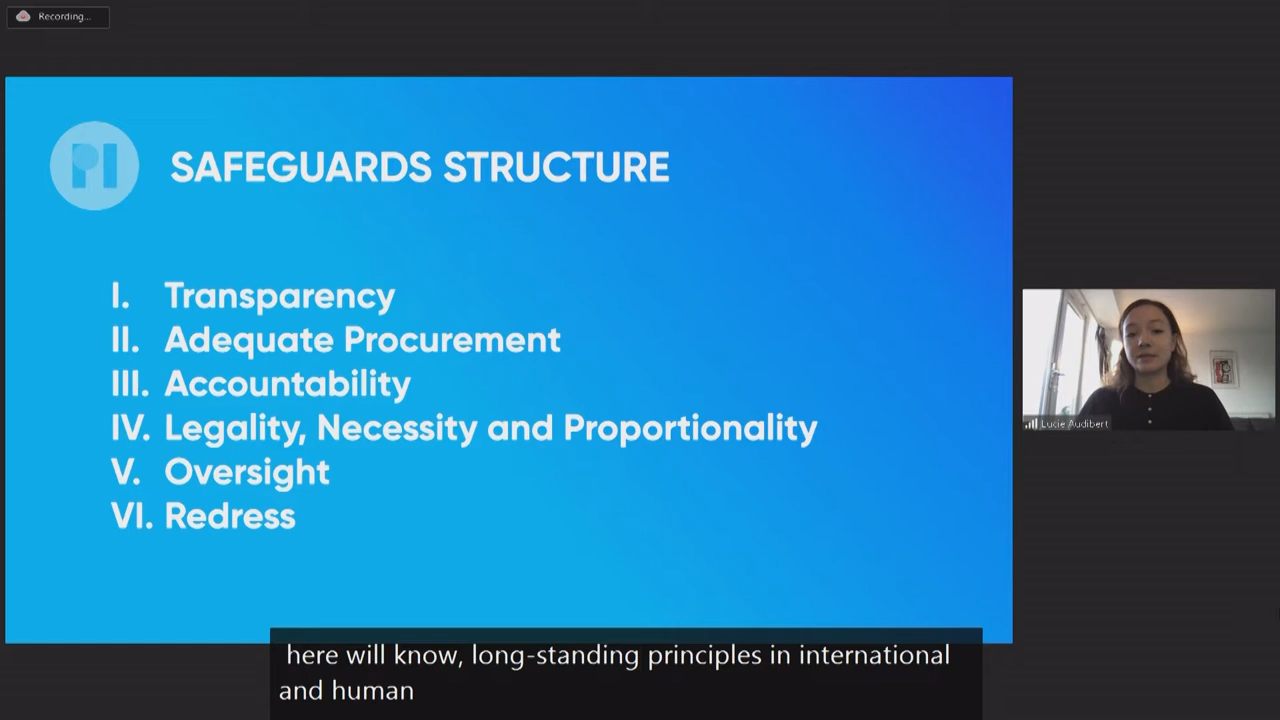 Recording...
PI
SAFEGUARDS STRUCTURE
I. Transparency
II. Adequate Procurement
III. Accountability
IV. Legality, Necessity and Proportionality
V. Oversight
VI. Redress
Lucie Audibert
here will know, long-standing principles in international
and human